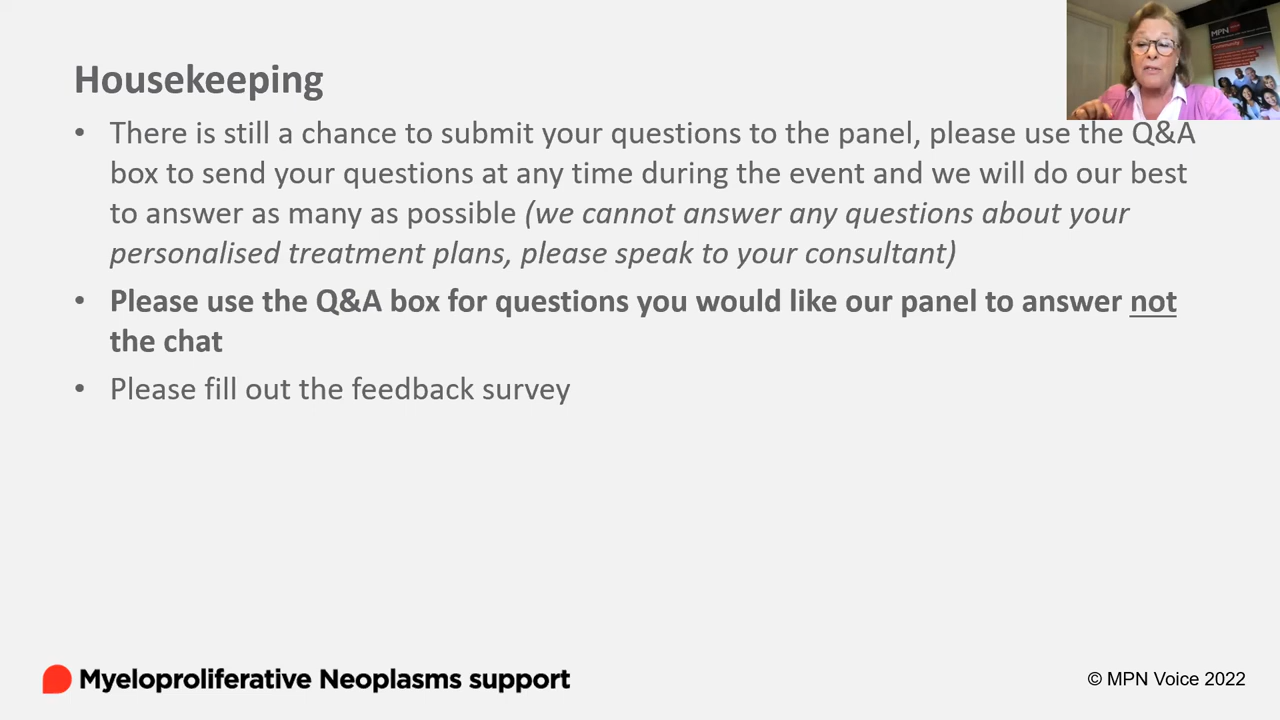 MPN
Community
Housekeeping
• There is still a chance to submit your questions to the panel, please use the Q&A
box to send your questions at any time during the event and we will do our best
to answer as many as possible (we cannot answer any questions about your
personalised treatment plans, please speak to your consultant)
• Please use the Q&A box for questions you would like our panel to answer not
the chat
• Please fill out the feedback survey
Myeloproliferative Neoplasms support
© MPN Voice 2022